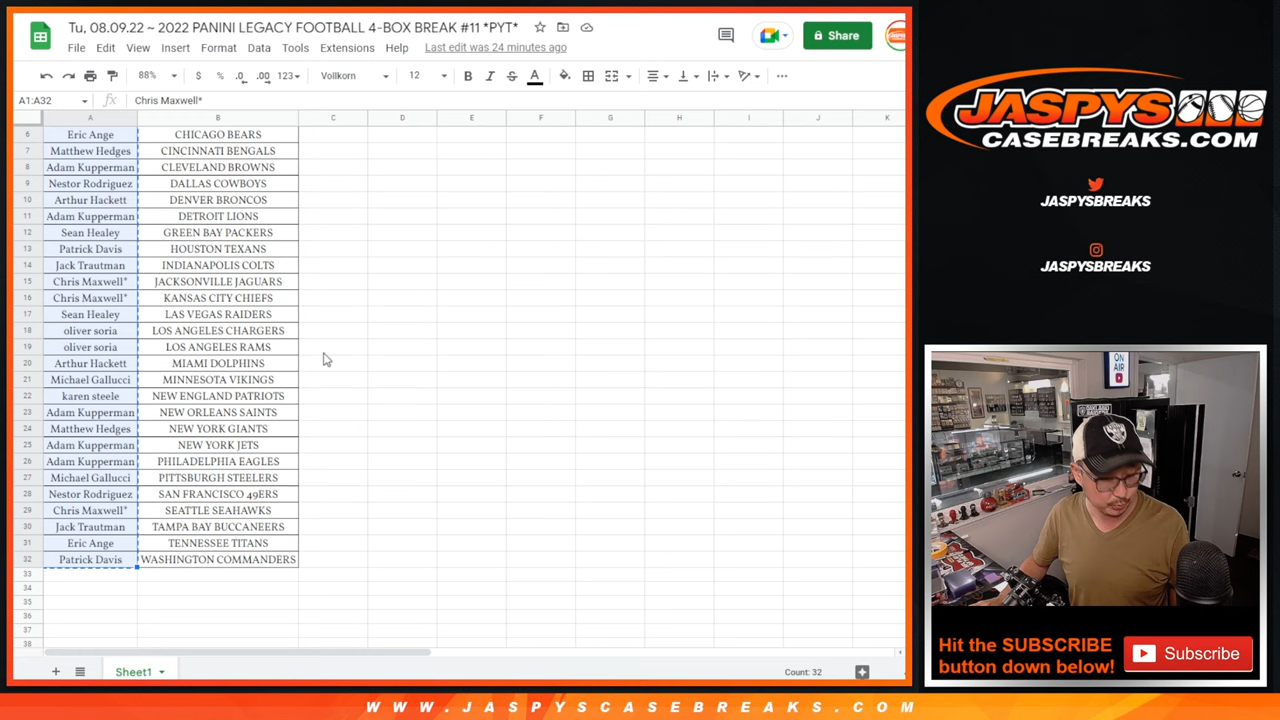 Tu, 08.09.22 ~ 2022 PANINI LEGACY FOOTBALL 4-BOX BREAK #11 *PYT*
File Edit View Insert Format Data Tools Extensions Help Last edit was 24 minutes ago
Share
88% $ % .0 .00 123 Vollkorn 12 B I S A
A1:A32 fx Chris Maxwell*
A B C D E F G H I J K
6 Eric Ange CHICAGO BEARS
7 Matthew Hedges CINCINNATI BENGALS
8 Adam Kupperman CLEVELAND BROWNS
9 Nestor Rodriguez DALLAS COWBOYS
10 Arthur Hackett DENVER BRONCOS
11 Adam Kupperman DETROIT LIONS
12 Sean Healey GREEN BAY PACKERS
13 Patrick Davis HOUSTON TEXANS
14 Jack Trautman INDIANAPOLIS COLTS
15 Chris Maxwell* JACKSONVILLE JAGUARS
16 Chris Maxwell* KANSAS CITY CHIEFS
17 Sean Healey LAS VEGAS RAIDERS
18 oliver soria LOS ANGELES CHARGERS
19 oliver soria LOS ANGELES RAMS
20 Arthur Hackett MIAMI DOLPHINS
21 Michael Gallucci MINNESOTA VIKINGS
22 karen steele NEW ENGLAND PATRIOTS
23 Adam Kupperman NEW ORLEANS SAINTS
24 Matthew Hedges NEW YORK GIANTS
25 Adam Kupperman NEW YORK JETS
26 Adam Kupperman PHILADELPHIA EAGLES
27 Michael Gallucci PITTSBURGH STEELERS
28 Nestor Rodriguez SAN FRANCISCO 49ERS
29 Chris Maxwell* SEATTLE SEAHAWKS
30 Jack Trautman TAMPA BAY BUCCANEERS
31 Eric Ange TENNESSEE TITANS
32 Patrick Davis WASHINGTON COMMANDERS
33
34
35
36
37
38
Sheet1
Count: 32
JASPYS
CASEBREAKS.COM
JASPYSBREAKS
JASPYSBREAKS
ON
AIR
Hit the SUBSCRIBE
button down below!
Subscribe
WWW.JASPYSCASEBREAKS.COM